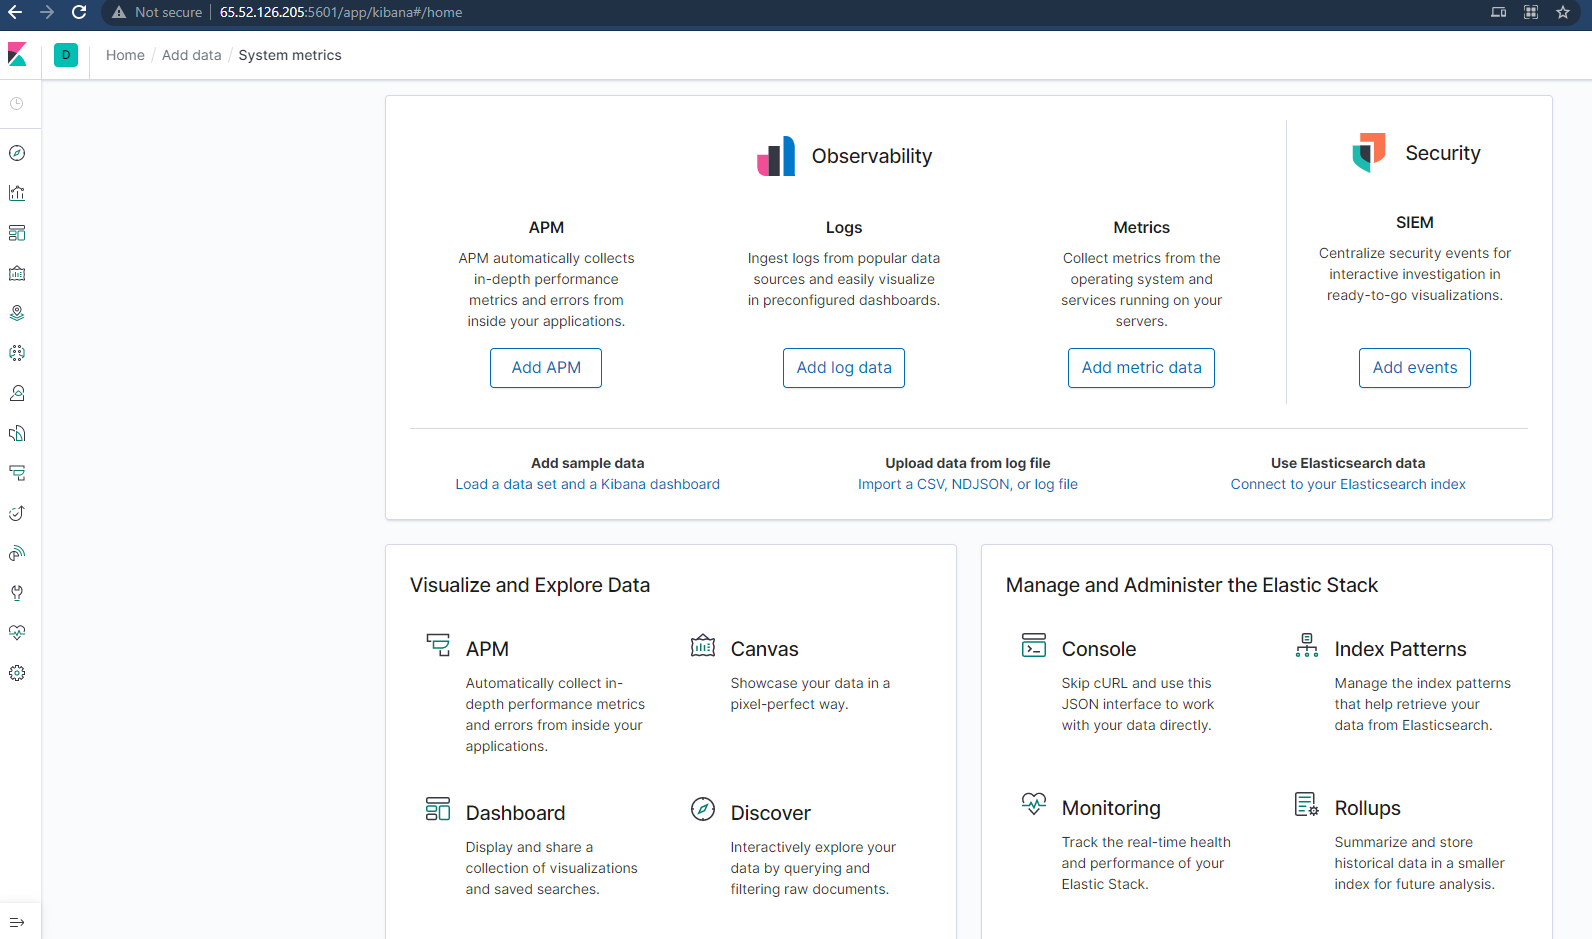 Not secure 65.52.126.205:5601/app/kibana#/home
D Home / Add data / System metrics
Observability
Security
APM
APM automatically collects
in-depth performance
metrics and errors from
inside your applications.
Add APM
Logs
Ingest logs from popular data
sources and easily visualize
in preconfigured dashboards.
Add log data
Metrics
Collect metrics from the
operating system and
services running on your
servers.
Add metric data
SIEM
Centralize security events for
interactive investigation in
ready-to-go visualizations.
Add events
Add sample data
Load a data set and a Kibana dashboard
Upload data from log file
Import a CSV, NDJSON, or log file
Use Elasticsearch data
Connect to your Elasticsearch index
Visualize and Explore Data
APM
Automatically collect in-
depth performance metrics
and errors from inside your
applications.
Canvas
Showcase your data in a
pixel-perfect way.
Dashboard
Display and share a
collection of visualizations
and saved searches.
Discover
Interactively explore your
data by querying and
filtering raw documents.
Manage and Administer the Elastic Stack
Console
Skip cURL and use this
JSON interface to work
with your data directly.
Index Patterns
Manage the index patterns
that help retrieve your
data from Elasticsearch.
Monitoring
Track the real-time health
and performance of your
Elastic Stack.
Rollups
Summarize and store
historical data in a smaller
index for future analysis.